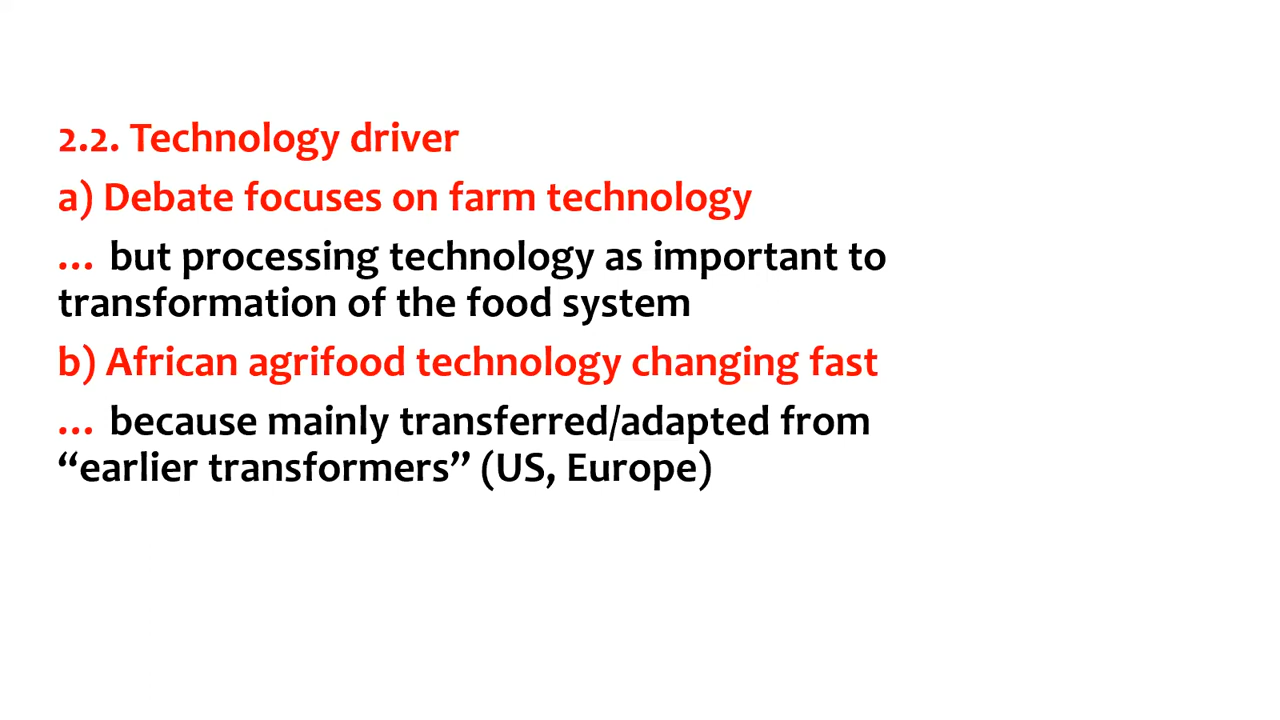 2.2. Technology driver
a) Debate focuses on farm technology
… but processing technology as important to
transformation of the food system
b) African agrifood technology changing fast
… because mainly transferred/adapted from
“earlier transformers” (US, Europe)